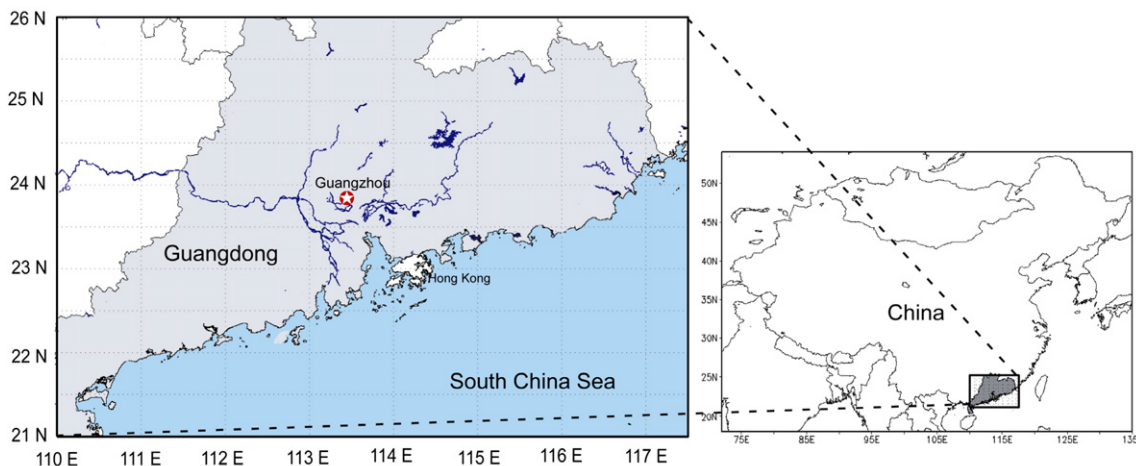 26 N
25 N
24 N
23 N
22 N
21 N
110 E 111 E 112 E 113 E 114 E 115 E 116 E 117 E
Guangzhou
Guangdong
Hong Kong
South China Sea
50N
45N
40N
35N
30N
25N
20N
75E 85E 95E 105E 115E 125E 135
China